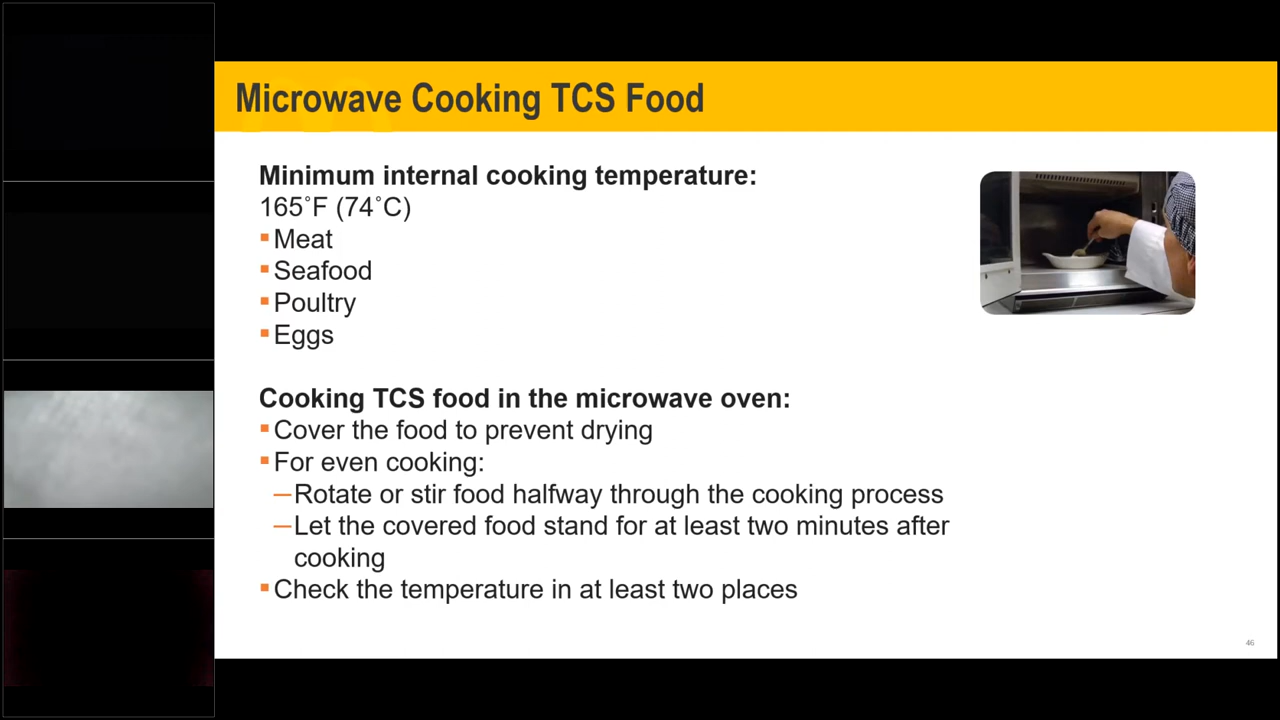 Microwave Cooking TCS Food
Minimum internal cooking temperature:
165˚F (74˚C)
▪Meat
▪Seafood
▪Poultry
▪Eggs
Cooking TCS food in the microwave oven:
▪Cover the food to prevent drying
▪For even cooking:
–Rotate or stir food halfway through the cooking process
–Let the covered food stand for at least two minutes after
cooking
▪Check the temperature in at least two places
46